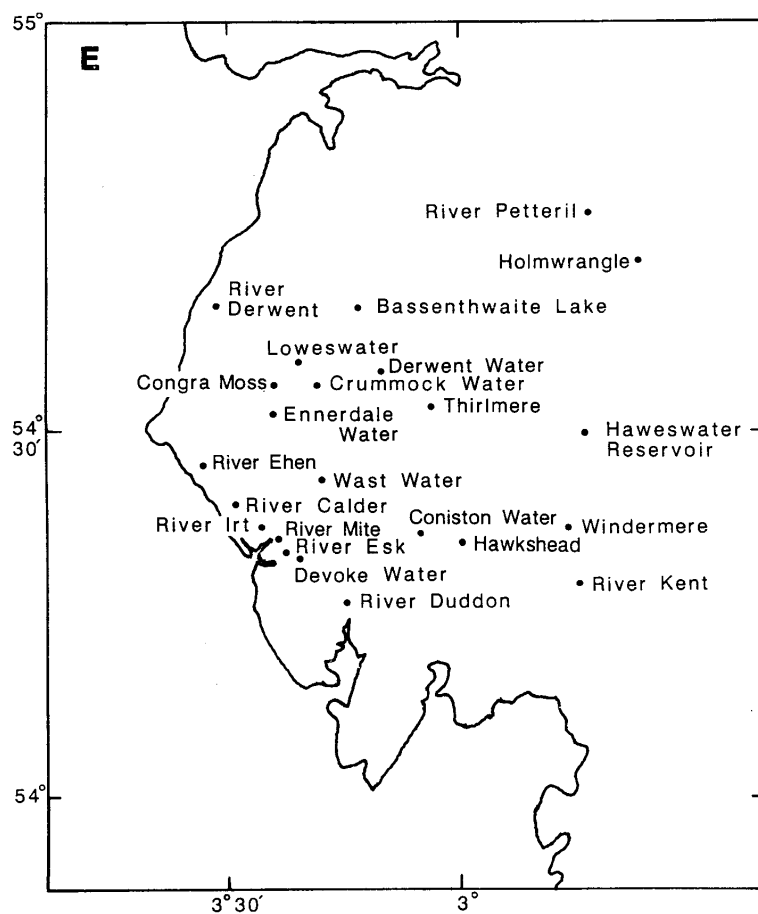 55°
E
River Petteril
Holmwrangle
River
Derwent
Bassenthwaite Lake
Loweswater
Derwent Water
Congra Moss
Crummock Water
Thirlmere
Ennerdale
Water
54°
30'
Haweswater
Reservoir
River Ehen
Wast Water
River Calder
River Irt
River Mite
Coniston Water
Windermere
River Esk
Hawkshead
Devoke Water
River Kent
River Duddon
54°
3° 30'
3°